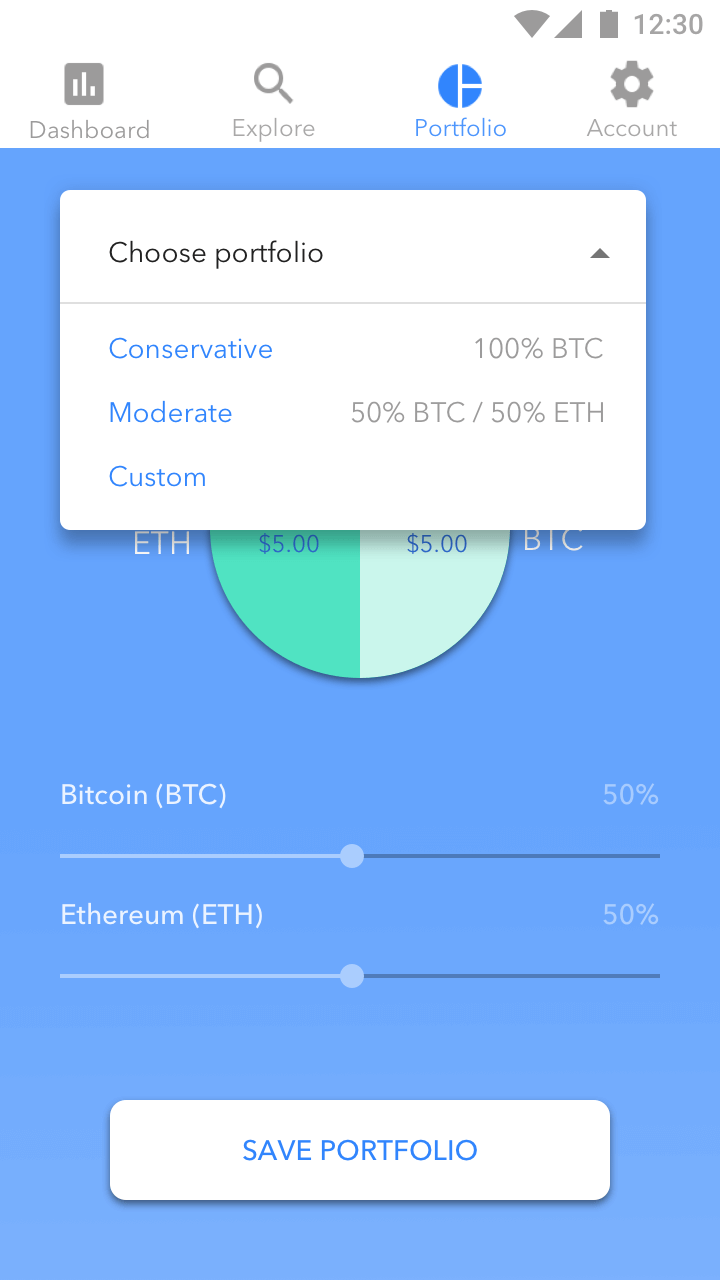 12:30
Dashboard Explore Portfolio Account
Choose portfolio
Conservative 100% BTC
Moderate 50% BTC / 50% ETH
Custom
ETH $5.00 $5.00 BTC
Bitcoin (BTC) 50%
Ethereum (ETH) 50%
SAVE PORTFOLIO